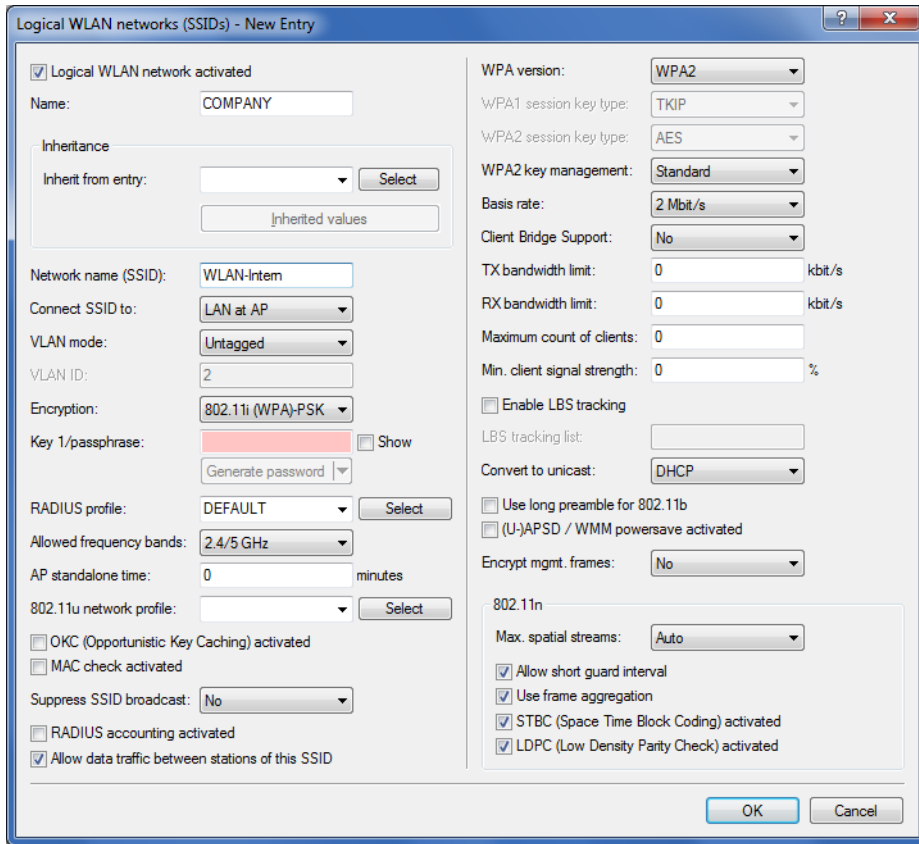 Logical WLAN networks (SSIDs) - New Entry
? X
Logical WLAN network activated
Name: COMPANY
Inheritance
Inherit from entry: Select
Inherited values
Network name (SSID): WLAN-Intern
Connect SSID to: LAN at AP
VLAN mode: Untagged
VLAN ID: 2
Encryption: 802.11i (WPA)-PSK
Key 1/passphrase: Show
Generate password
RADIUS profile: DEFAULT Select
Allowed frequency bands: 2.4/5 GHz
AP standalone time: 0 minutes
802.11u network profile: Select
OKC (Opportunistic Key Caching) activated
MAC check activated
Suppress SSID broadcast: No
RADIUS accounting activated
Allow data traffic between stations of this SSID
WPA version: WPA2
WPA1 session key type: TKIP
WPA2 session key type: AES
WPA2 key management: Standard
Basis rate: 2 Mbit/s
Client Bridge Support: No
TX bandwidth limit: 0 kbit/s
RX bandwidth limit: 0 kbit/s
Maximum count of clients: 0
Min. client signal strength: 0 %
Enable LBS tracking
LBS tracking list:
Convert to unicast: DHCP
Use long preamble for 802.11b
(U-)APSD / WMM powersave activated
Encrypt mgmt. frames: No
802.11n
Max. spatial streams: Auto
Allow short guard interval
Use frame aggregation
STBC (Space Time Block Coding) activated
LDPC (Low Density Parity Check) activated
OK Cancel